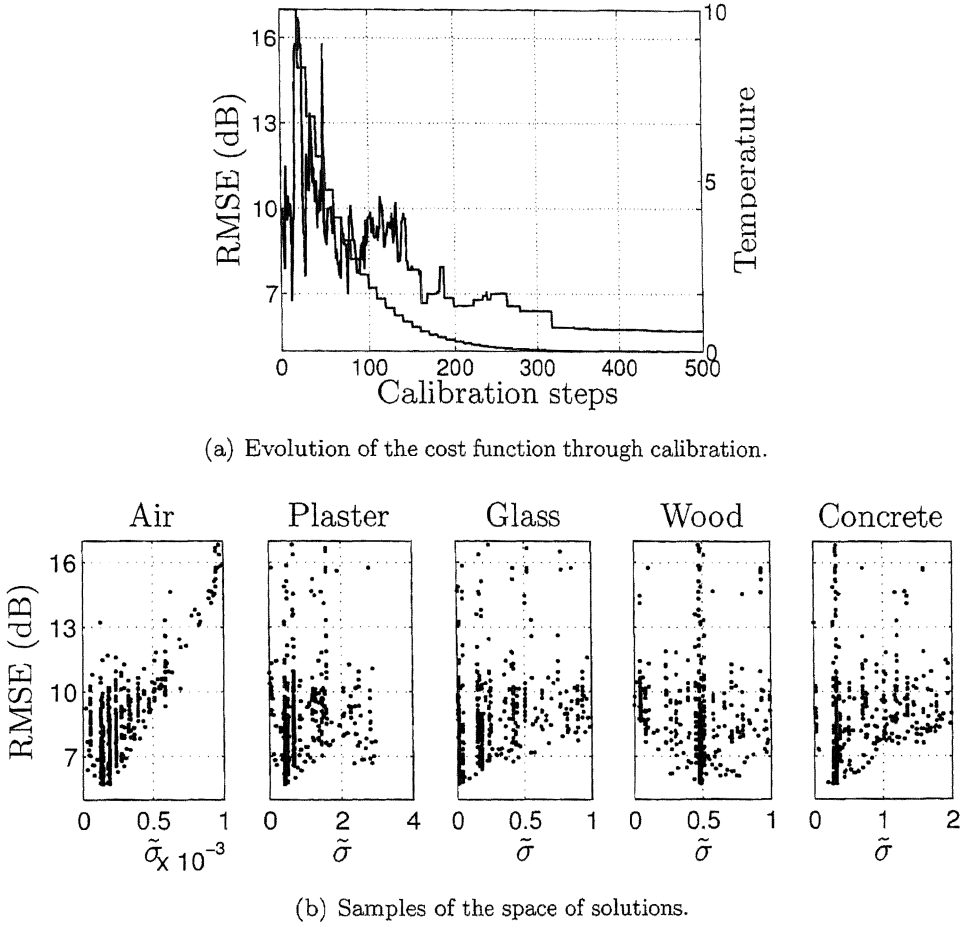 16
13
10
7
RMSE (dB)
10
5
0
Temperature
0 100 200 300 400 500
Calibration steps
(a) Evolution of the cost function through calibration.
Air Plaster Glass Wood Concrete
16
13
10
7
RMSE (dB)
0 0.5 1 0 2 4 0 0.5 1 0 0.5 1 0 1 2
σ̃ x 10⁻³ σ̃ σ̃ σ̃ σ̃
(b) Samples of the space of solutions.